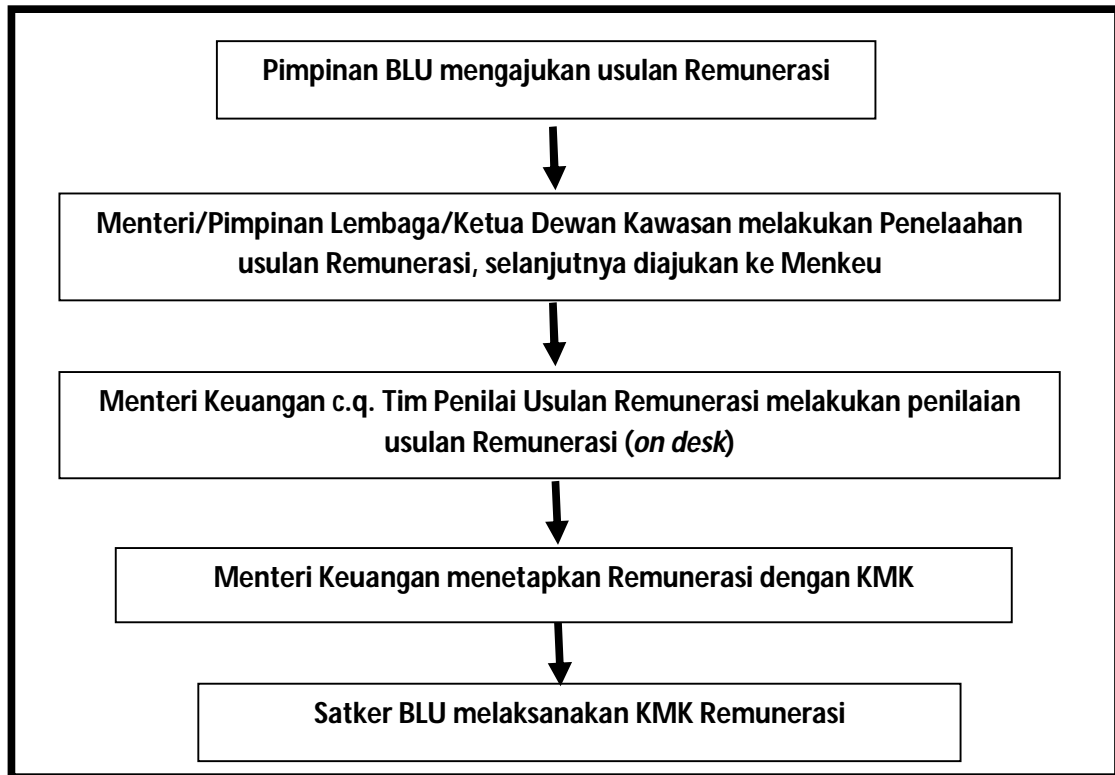 Pimpinan BLU mengajukan usulan Remunerasi
Menteri/Pimpinan Lembaga/Ketua Dewan Kawasan melakukan Penelaahan
usulan Remunerasi, selanjutnya diajukan ke Menkeu
Menteri Keuangan c.q. Tim Penilai Usulan Remunerasi melakukan penilaian
usulan Remunerasi (on desk)
Menteri Keuangan menetapkan Remunerasi dengan KMK
Satker BLU melaksanakan KMK Remunerasi